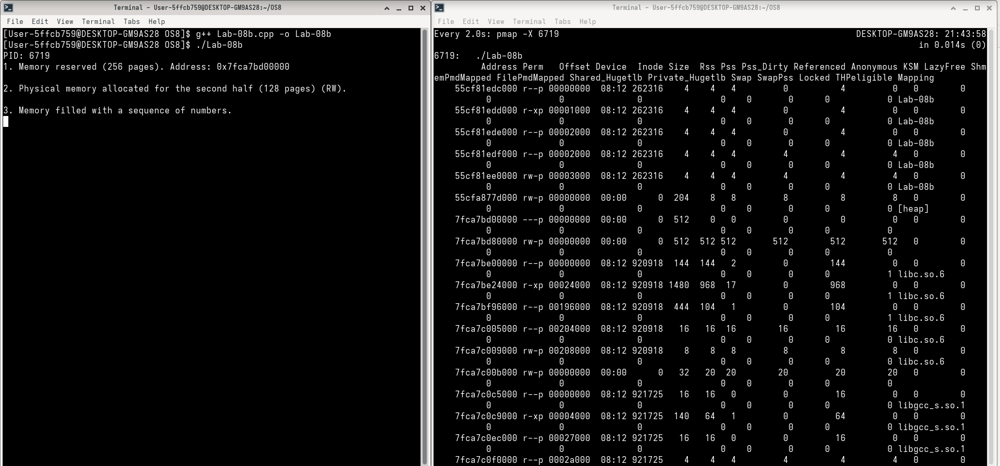 Terminal - User-5ffcb759@DESKTOP-GM9AS28:~/OS8
File Edit View Terminal Tabs Help
[User-5ffcb759@DESKTOP-GM9AS28 OS8]$ g++ Lab-08b.cpp -o Lab-08b
[User-5ffcb759@DESKTOP-GM9AS28 OS8]$ ./Lab-08b
PID: 6719
1. Memory reserved (256 pages). Address: 0x7fca7bd00000
2. Physical memory allocated for the second half (128 pages) (RW).
3. Memory filled with a sequence of numbers.
Terminal - User-5ffcb759@DESKTOP-GM9AS28:~/OS8
File Edit View Terminal Tabs Help
Every 2.0s: pmap -X 6719 DESKTOP-GM9AS28: 21:43:58
in 0.014s (0)
6719: ./Lab-08b
Address Perm Offset Device Inode Size Rss Pss Pss_Dirty Referenced Anonymous KSM LazyFree Shm
emPmdMapped FilePmdMapped Shared_Hugetlb Private_Hugetlb Swap SwapPss Locked THPeligible Mapping
55cf81edc000 r--p 00000000 08:12 262316 4 4 4 0 4 0 0 0
0 0 0 0 0 0 0 0 Lab-08b
55cf81edd000 r-xp 00001000 08:12 262316 4 4 4 0 4 0 0 0
0 0 0 0 0 0 0 0 Lab-08b
55cf81ede000 r--p 00002000 08:12 262316 4 4 4 0 4 0 0 0
0 0 0 0 0 0 0 0 Lab-08b
55cf81edf000 r--p 00002000 08:12 262316 4 4 4 4 4 4 0 0
0 0 0 0 0 0 0 0 Lab-08b
55cf81ee0000 rw-p 00003000 08:12 262316 4 4 4 4 4 4 0 0
0 0 0 0 0 0 0 0 Lab-08b
55cfa877d000 rw-p 00000000 00:00 0 204 8 8 8 8 8 0 0
0 0 0 0 0 0 0 0 [heap]
7fca7bd00000 ---p 00000000 00:00 0 512 0 0 0 0 0 0 0
0 0 0 0 0 0 0 0
7fca7bd80000 rw-p 00000000 00:00 0 512 512 512 512 512 512 0 0
0 0 0 0 0 0 0 0
7fca7be00000 r--p 00000000 08:12 920918 144 144 2 0 144 0 0 0
0 0 0 0 0 0 0 1 libc.so.6
7fca7be24000 r-xp 00024000 08:12 920918 1480 968 17 0 968 0 0 0
0 0 0 0 0 0 0 1 libc.so.6
7fca7bf96000 r--p 00196000 08:12 920918 444 104 1 0 104 0 0 0
0 0 0 0 0 0 0 1 libc.so.6
7fca7c005000 r--p 00204000 08:12 920918 16 16 16 16 16 16 0 0
0 0 0 0 0 0 0 0 libc.so.6
7fca7c009000 rw-p 00208000 08:12 920918 8 8 8 8 8 8 0 0
0 0 0 0 0 0 0 0 libc.so.6
7fca7c00b000 rw-p 00000000 00:00 0 32 20 20 20 20 20 0 0
0 0 0 0 0 0 0 0
7fca7c0c5000 r--p 00000000 08:12 921725 16 16 0 0 16 0 0 0
0 0 0 0 0 0 0 0 libgcc_s.so.1
7fca7c0c9000 r-xp 00004000 08:12 921725 140 64 1 0 64 0 0 0
0 0 0 0 0 0 0 0 libgcc_s.so.1
7fca7c0ec000 r--p 00027000 08:12 921725 16 16 0 0 16 0 0 0
0 0 0 0 0 0 0 0 libgcc_s.so.1
7fca7c0f0000 r--p 0002a000 08:12 921725 4 4 4 4 4 4 0 0